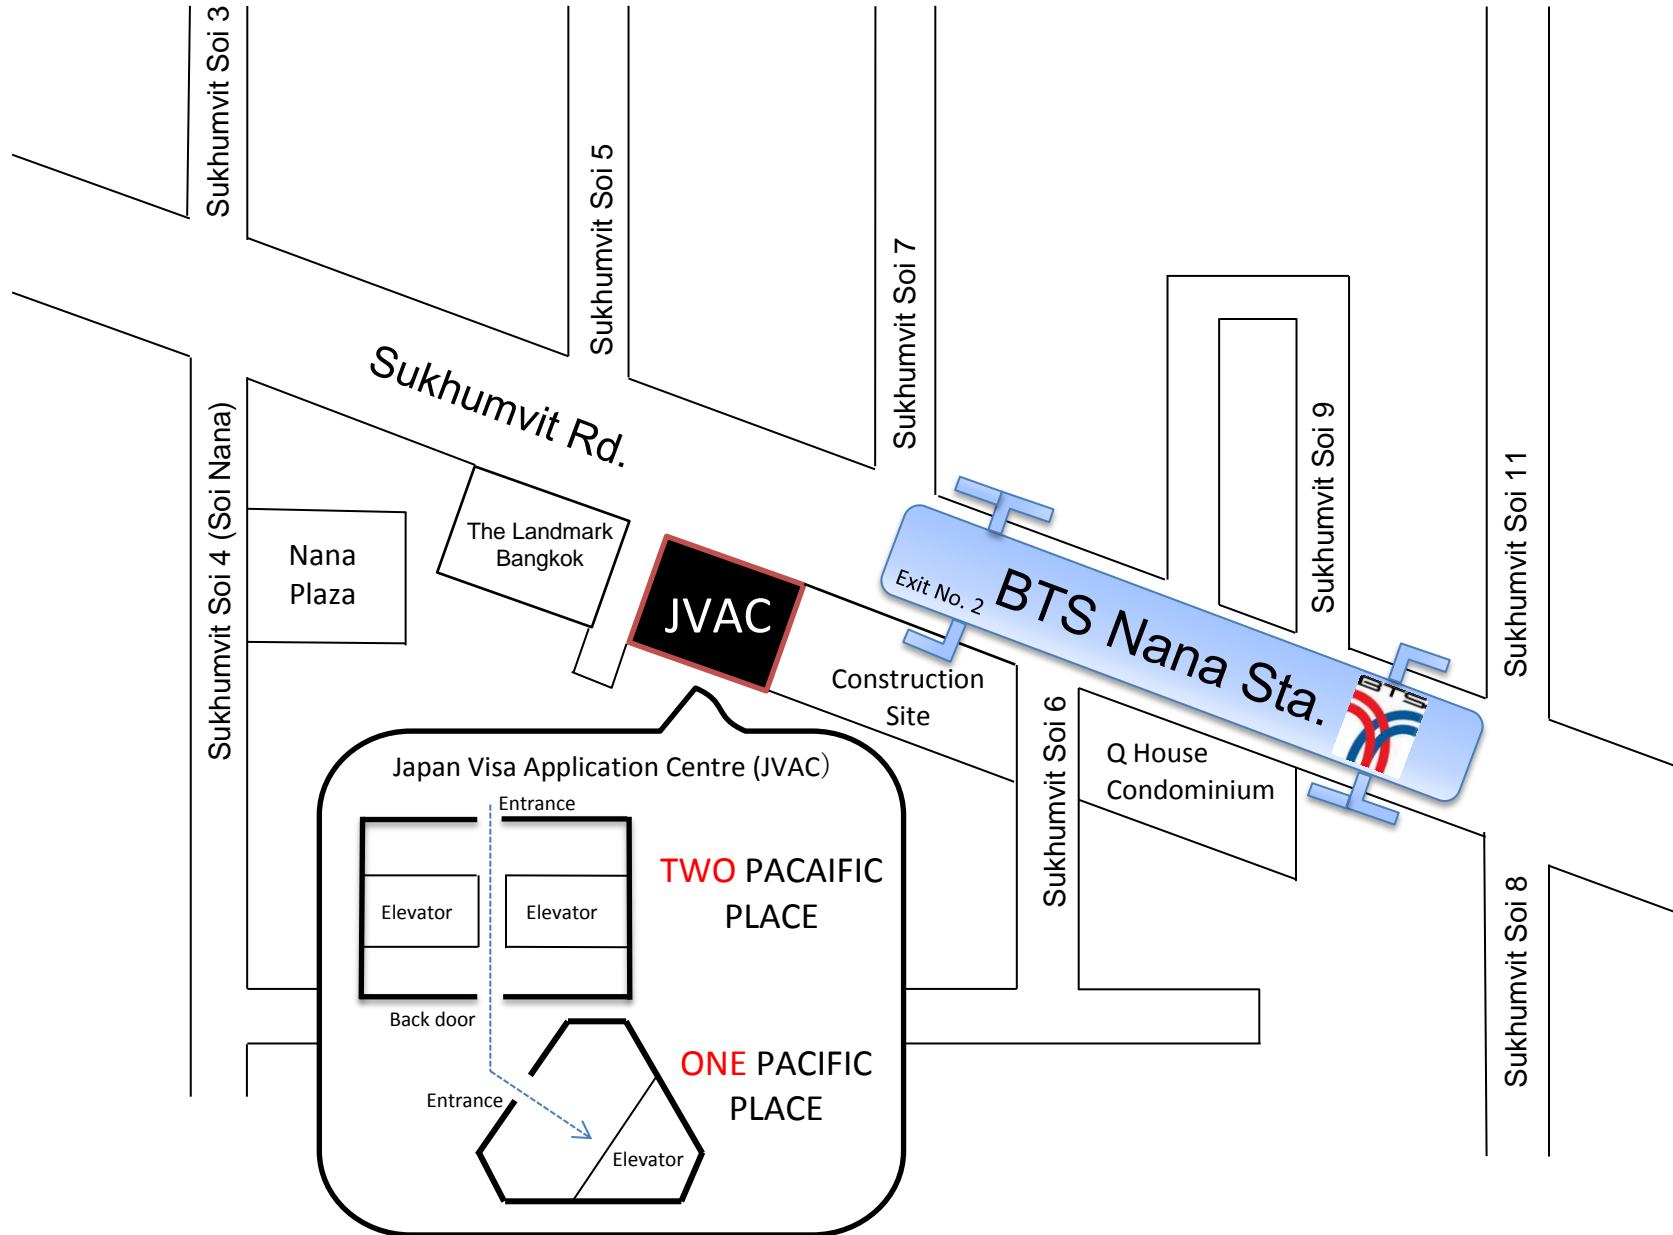 Sukhumvit Soi 3
Sukhumvit Soi 5
Sukhumvit Soi 7
Sukhumvit Soi 9
Sukhumvit Soi 11
Sukhumvit Rd.
Sukhumvit Soi 4 (Soi Nana)
Nana
Plaza
The Landmark
Bangkok
JVAC
Exit No. 2
BTS Nana Sta.
BTS
Construction
Site
Sukhumvit Soi 6
Q House
Condominium
Sukhumvit Soi 8
Japan Visa Application Centre (JVAC）
Entrance
Elevator
Elevator
TWO PACAIFIC
PLACE
Back door
Entrance
ONE PACIFIC
PLACE
Elevator